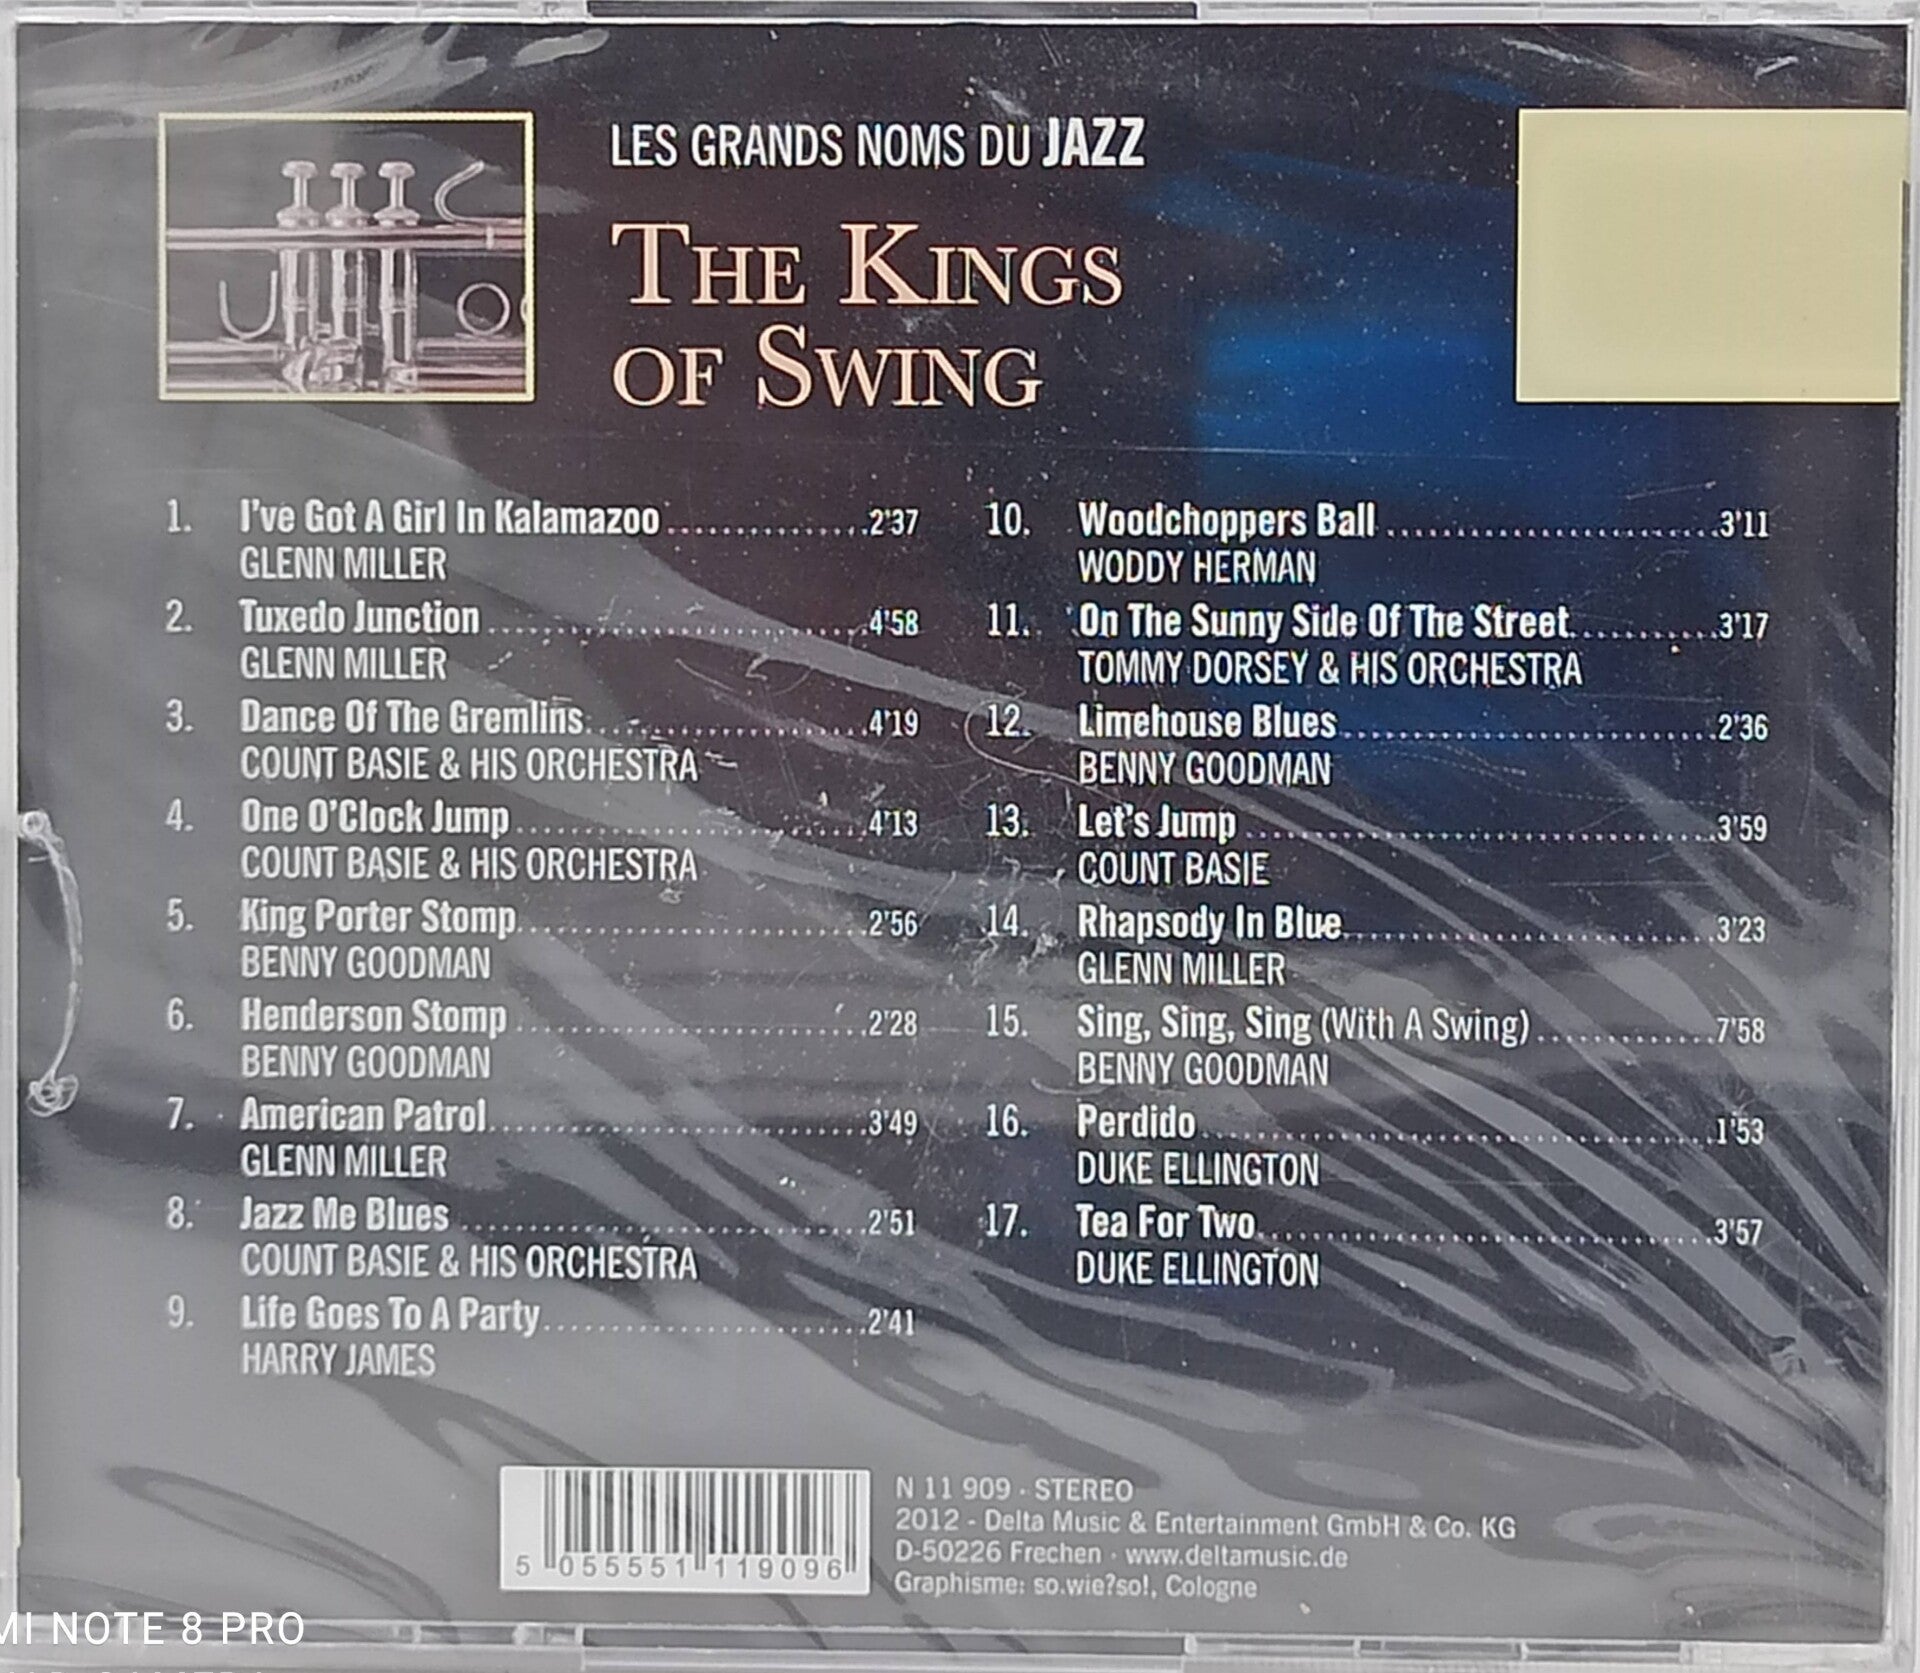 LES GRANDS NOMS DU JAZZ
THE KINGS
OF SWING
1. I've Got A Girl In Kalamazoo 2'37
GLENN MILLER
2. Tuxedo Junction 4'58
GLENN MILLER
3. Dance Of The Gremlins 4'19
COUNT BASIE & HIS ORCHESTRA
4. One O'Clock Jump 4'13
COUNT BASIE & HIS ORCHESTRA
5. King Porter Stomp 2'56
BENNY GOODMAN
6. Henderson Stomp 2'28
BENNY GOODMAN
7. American Patrol 3'49
GLENN MILLER
8. Jazz Me Blues 2'51
COUNT BASIE & HIS ORCHESTRA
9. Life Goes To A Party 2'41
HARRY JAMES
10. Woodchoppers Ball 3'11
WODDY HERMAN
11. On The Sunny Side Of The Street 3'17
TOMMY DORSEY & HIS ORCHESTRA
12. Limehouse Blues 2'36
BENNY GOODMAN
13. Let's Jump 3'59
COUNT BASIE
14. Rhapsody In Blue 3'23
GLENN MILLER
15. Sing, Sing, Sing (With A Swing) 7'58
BENNY GOODMAN
16. Perdido 1'53
DUKE ELLINGTON
17. Tea For Two 3'57
DUKE ELLINGTON
5 055551 119096
N 11 909 · STEREO
2012 - Delta Music & Entertainment GmbH & Co. KG
D-50226 Frechen · www.deltamusic.de
Graphisme: so.wie?so!, Cologne
MI NOTE 8 PRO